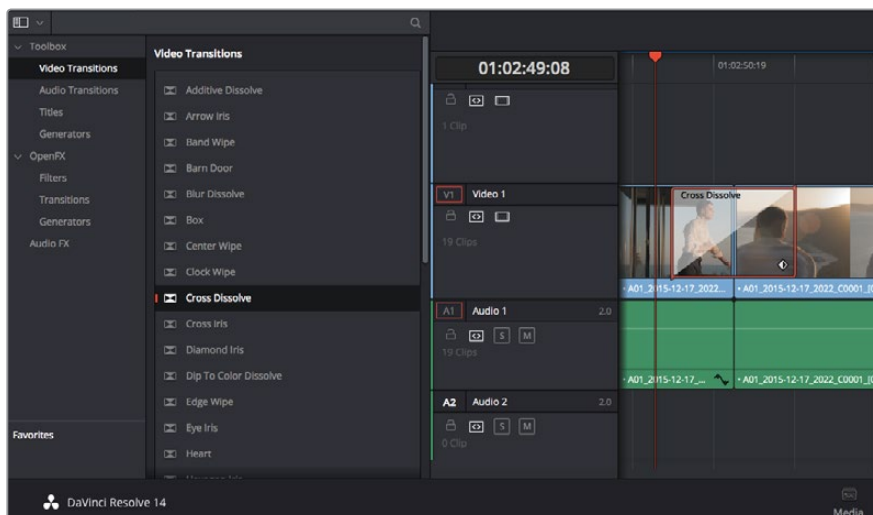 Toolbox
Video Transitions
Audio Transitions
Titles
Generators
OpenFX
Filters
Transitions
Generators
Audio FX
Favorites
Video Transitions
Additive Dissolve
Arrow Iris
Band Wipe
Barn Door
Blur Dissolve
Box
Center Wipe
Clock Wipe
Cross Dissolve
Cross Iris
Diamond Iris
Dip To Color Dissolve
Edge Wipe
Eye Iris
Heart
01:02:49:08
01:02:50:19
1 Clip
V1 Video 1
19 Clips
Cross Dissolve
A01_2015-12-17_2022...
A01_2015-12-17_2022_C0001_
A1 Audio 1 2.0
S M
19 Clips
A01_2015-12-17_...
A01_2015-12-17_2022_C0001_
A2 Audio 2 2.0
S M
0 Clip
DaVinci Resolve 14
Media